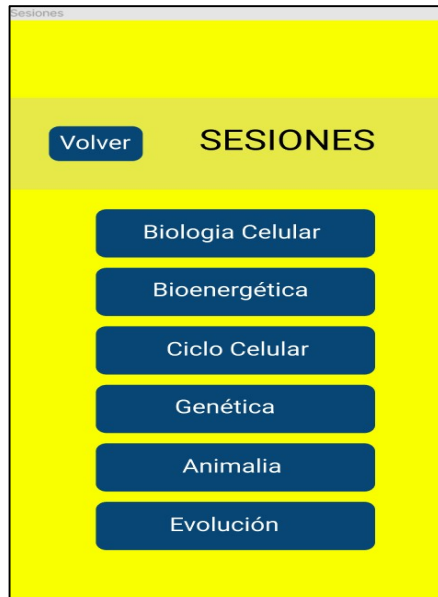 Sesiones
Volver
SESIONES
Biologia Celular
Bioenergética
Ciclo Celular
Genética
Animalia
Evolución